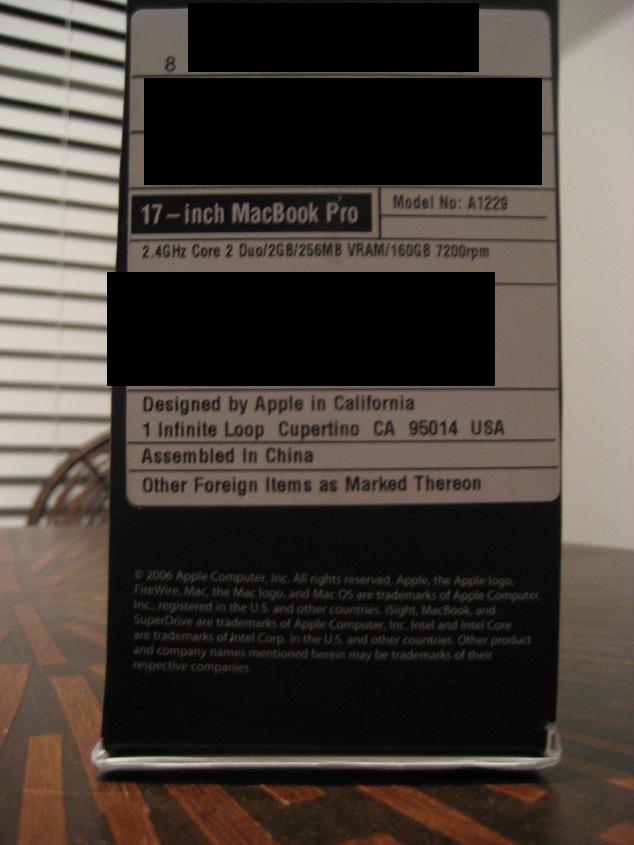 8
17-inch MacBook Pro
Model No: A1229
2.4GHz Core 2 Duo/2GB/256MB VRAM/160GB 7200rpm
Designed by Apple in California
1 Infinite Loop Cupertino CA 95014 USA
Assembled In China
Other Foreign Items as Marked Thereon
© 2006 Apple Computer, Inc. All rights reserved. Apple, the Apple logo,
FireWire, Mac, the Mac logo, and Mac OS are trademarks of Apple Computer,
Inc., registered in the U.S. and other countries. iSight, MacBook, and
SuperDrive are trademarks of Apple Computer, Inc. Intel and Intel Core
are trademarks of Intel Corp. in the U.S. and other countries. Other product
and company names mentioned herein may be trademarks of their
respective companies.